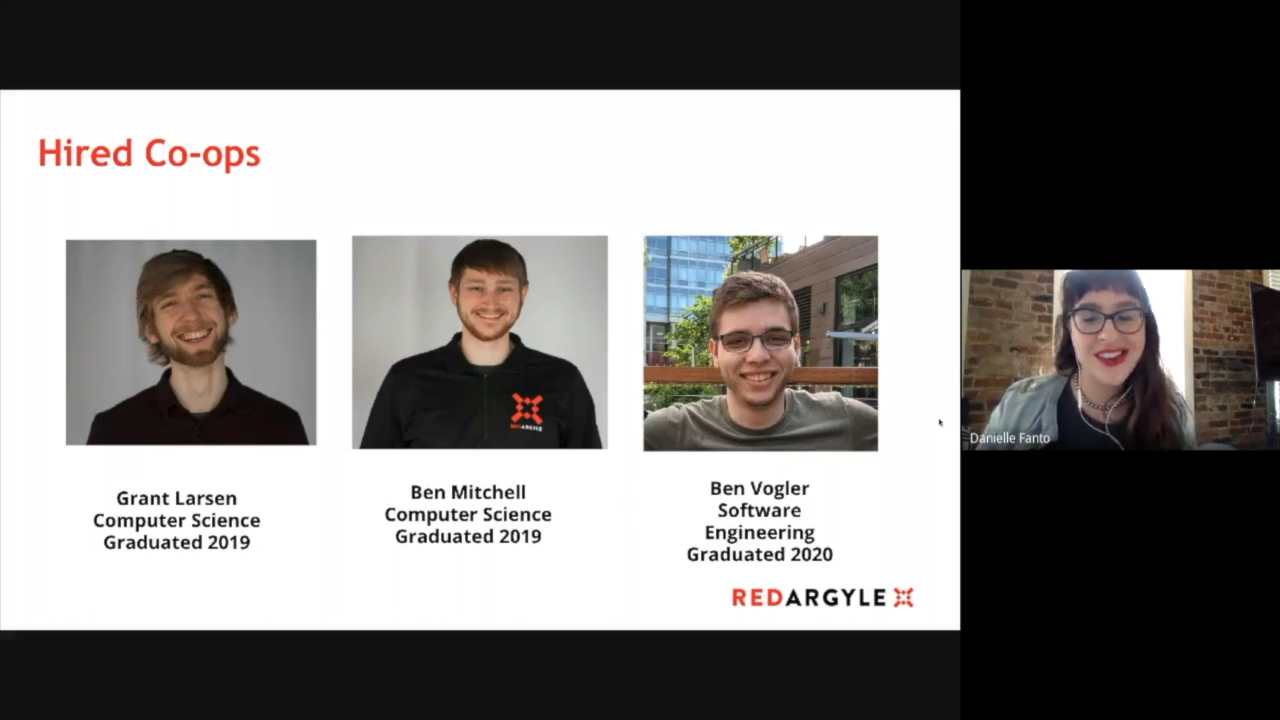 Hired Co-ops
REDARGYLE
Grant Larsen
Computer Science
Graduated 2019
Ben Mitchell
Computer Science
Graduated 2019
Ben Vogler
Software
Engineering
Graduated 2020
REDARGYLE
Danielle Fanto